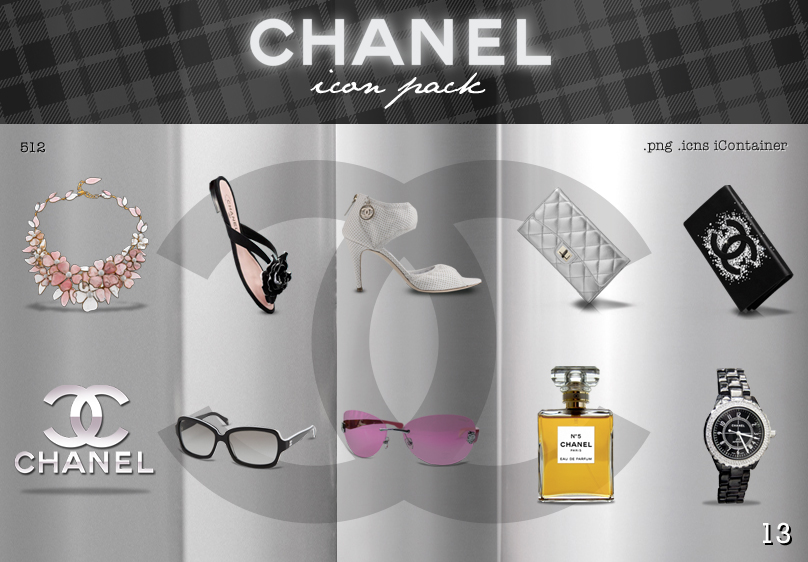 CHANEL
icon pack
512
.png .icns iContainer
CHANEL
CHANEL
N°5
CHANEL
PARIS
EAU DE PARFUM
13